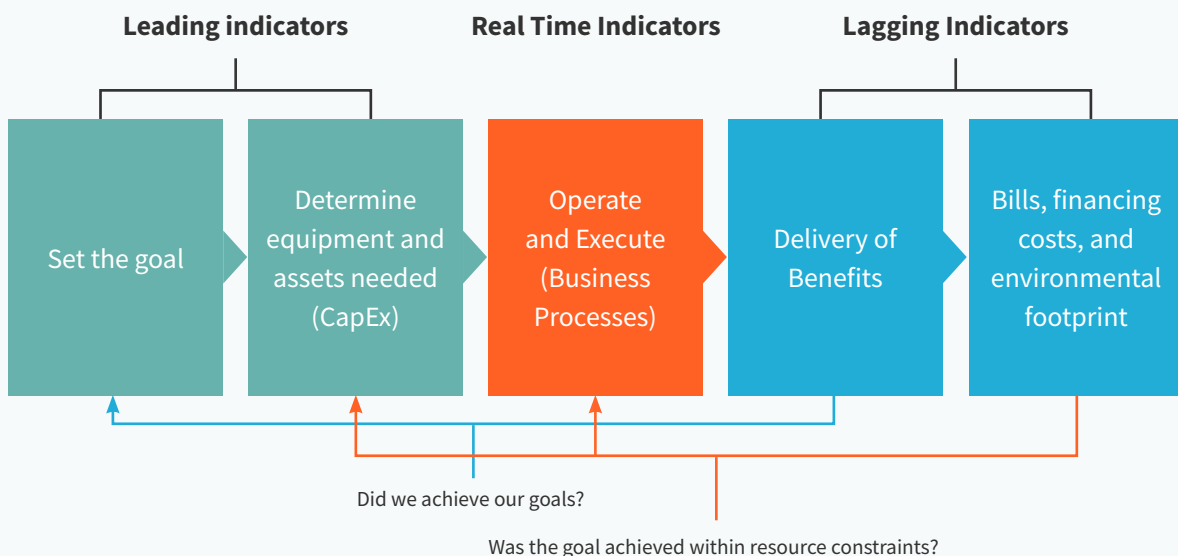 Leading indicators
Real Time Indicators
Lagging Indicators
Set the goal
Determine
equipment and
assets needed
(CapEx)
Operate
and Execute
(Business
Processes)
Delivery of
Benefits
Bills, financing
costs, and
environmental
footprint
Did we achieve our goals?
Was the goal achieved within resource constraints?